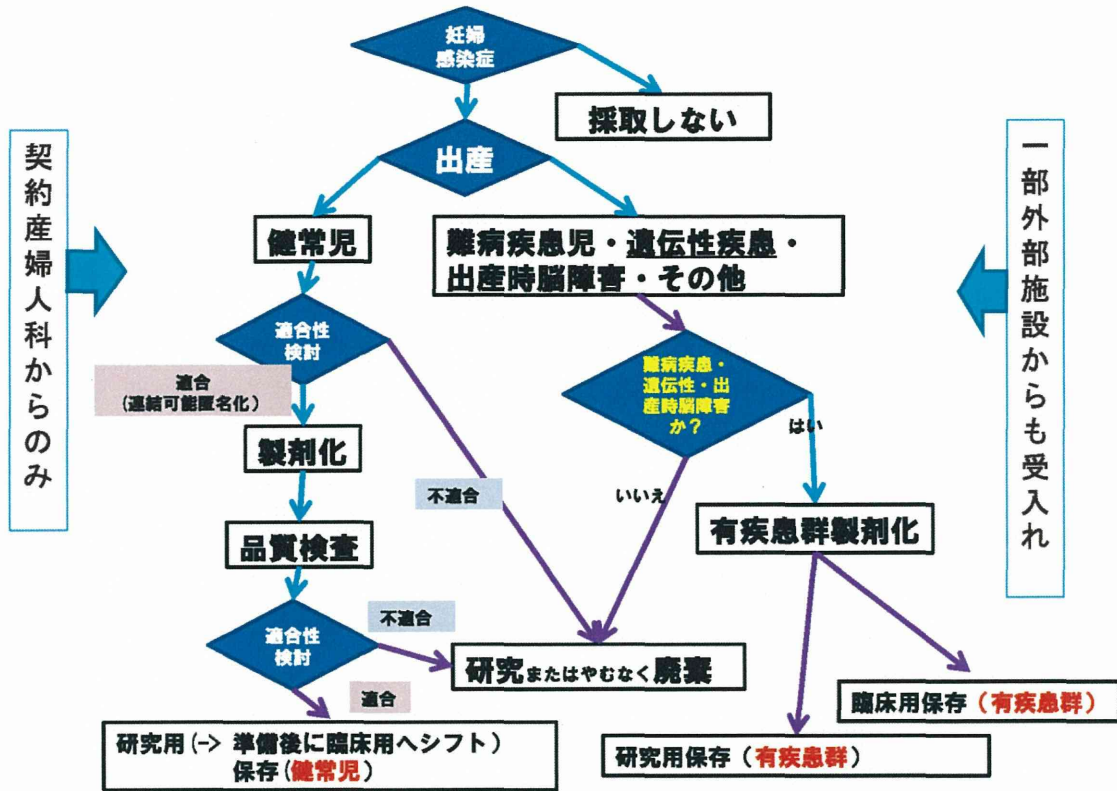 妊婦
感染症
採取しない
出産
契約産婦人科からのみ
一部外部施設からも受入れ
健常児
難病疾患児・遺伝性疾患・
出産時脳障害・その他
適合性
検討
難病疾患・
遺伝性・出
産時脳障害
か?
適合
(連結可能匿名化)
はい
製剤化
不適合
いいえ
有疾患群製剤化
品質検査
不適合
適合性
検討
研究またはやむなく廃棄
適合
臨床用保存(有疾患群)
研究用(-> 準備後に臨床用へシフト)
保存(健常児)
研究用保存(有疾患群)